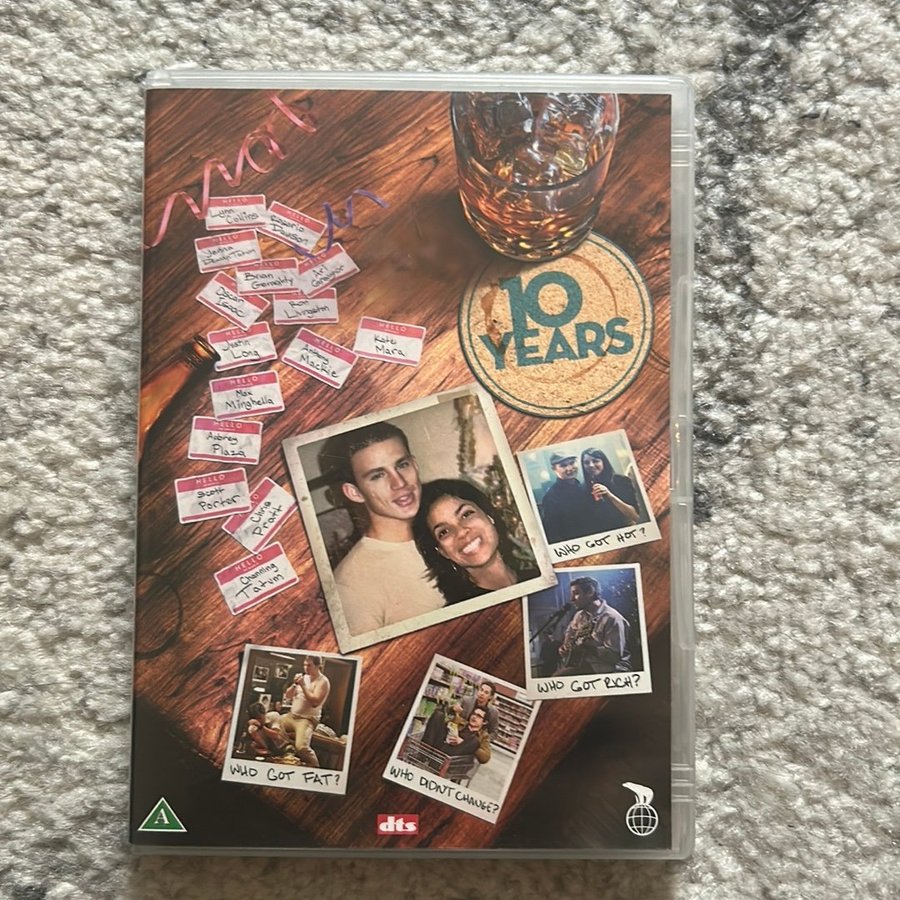 HELLO
Lynn
Collins
HELLO
Rosario
Dawson
HELLO
Jenna
Dewan-Tatum
HELLO
Brian
Geraghty
HELLO
Ari
Graynor
HELLO
Oscar
Isaac
Ron
Livingston
HELLO
Justin
Long
HELLO
Anthony
Mackie
HELLO
Kate
Mara
HELLO
Max
Minghella
HELLO
Aubrey
Plaza
HELLO
Scott
Porter
HELLO
Chris
Pratt
HELLO
Channing
Tatum
10
YEARS
WHO GOT HOT?
WHO GOT RICH?
WHO GOT FAT?
WHO DIDN'T CHANGE?
A
dts